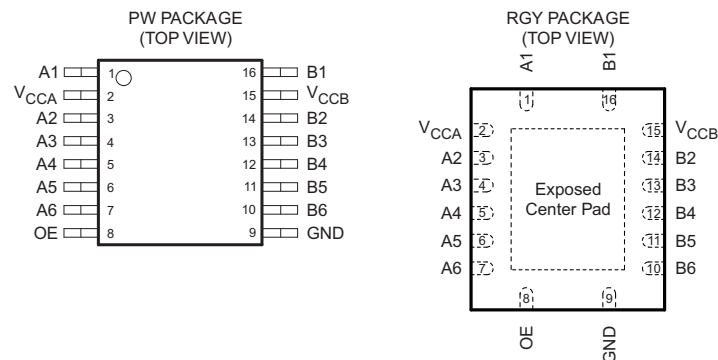 PW PACKAGE
(TOP VIEW)
A1 1 16 B1
VCCA 2 15 VCCB
A2 3 14 B2
A3 4 13 B3
A4 5 12 B4
A5 6 11 B5
A6 7 10 B6
OE 8 9 GND
RGY PACKAGE
(TOP VIEW)
A1 B1
1 16
VCCA 2 15 VCCB
A2 3 14 B2
A3 4 13 B3
A4 5 12 B4
A5 6 11 B5
A6 7 10 B6
Exposed
Center Pad
8 9
OE GND